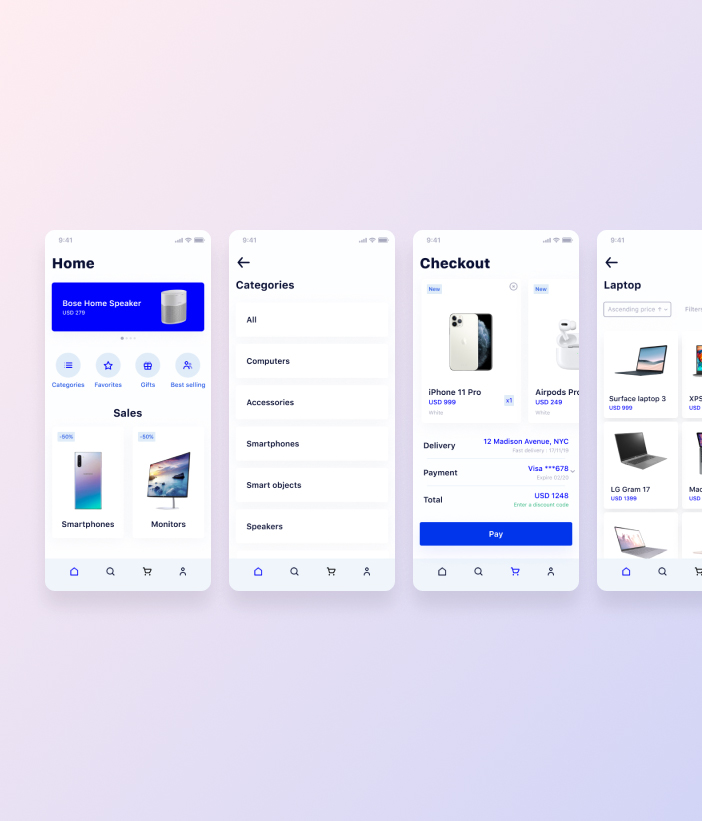 9:41
Home
Bose Home Speaker
USD 279
Categories
Favorites
Gifts
Best selling
Sales
-50%
-50%
Smartphones
Monitors
9:41
Categories
All
Computers
Accessories
Smartphones
Smart objects
Speakers
9:41
Checkout
New
New
iPhone 11 Pro
USD 999
White
x1
Airpods Pro
USD 249
White
Delivery
12 Madison Avenue, NYC
Fast delivery : 17/11/19
Payment
Visa ***678
Expire 02/20
Total
USD 1248
Enter a discount code
Pay
9:41
Laptop
Ascending price ↑
Filters
Surface laptop 3
USD 999
XPS
USD
LG Gram 17
USD 1399
Mac
USD